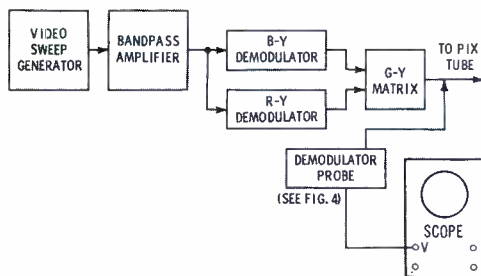 VIDEO
SWEEP
GENERATOR
BANDPASS
AMPLIFIER
B-Y
DEMODULATOR
R-Y
DEMODULATOR
G-Y
MATRIX
TO PIX
TUBE
DEMODULATOR
PROBE
(SEE FIG. 4)
SCOPE
V